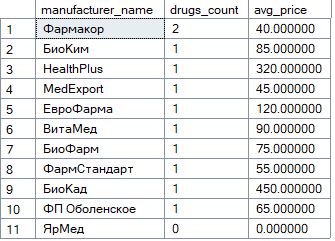 manufacturer_name drugs_count avg_price
1 Фармакор 2 40.000000
2 БиоКим 1 85.000000
3 HealthPlus 1 320.000000
4 MedExport 1 45.000000
5 ЕвроФарма 1 120.000000
6 ВитаМед 1 90.000000
7 БиоФарм 1 75.000000
8 ФармСтандарт 1 55.000000
9 БиоКад 1 450.000000
10 ФП Оболенское 1 65.000000
11 ЯрМед 0 0.000000